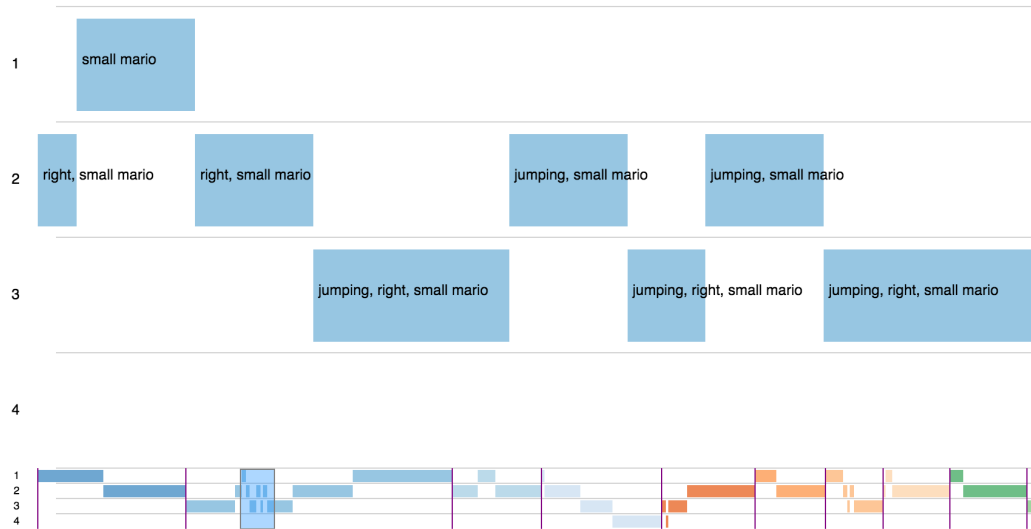 1
small mario
2
right, small mario
right, small mario
jumping, small mario
jumping, small mario
3
jumping, right, small mario
jumping, right, small mario
jumping, right, small mario
4
1
2
3
4